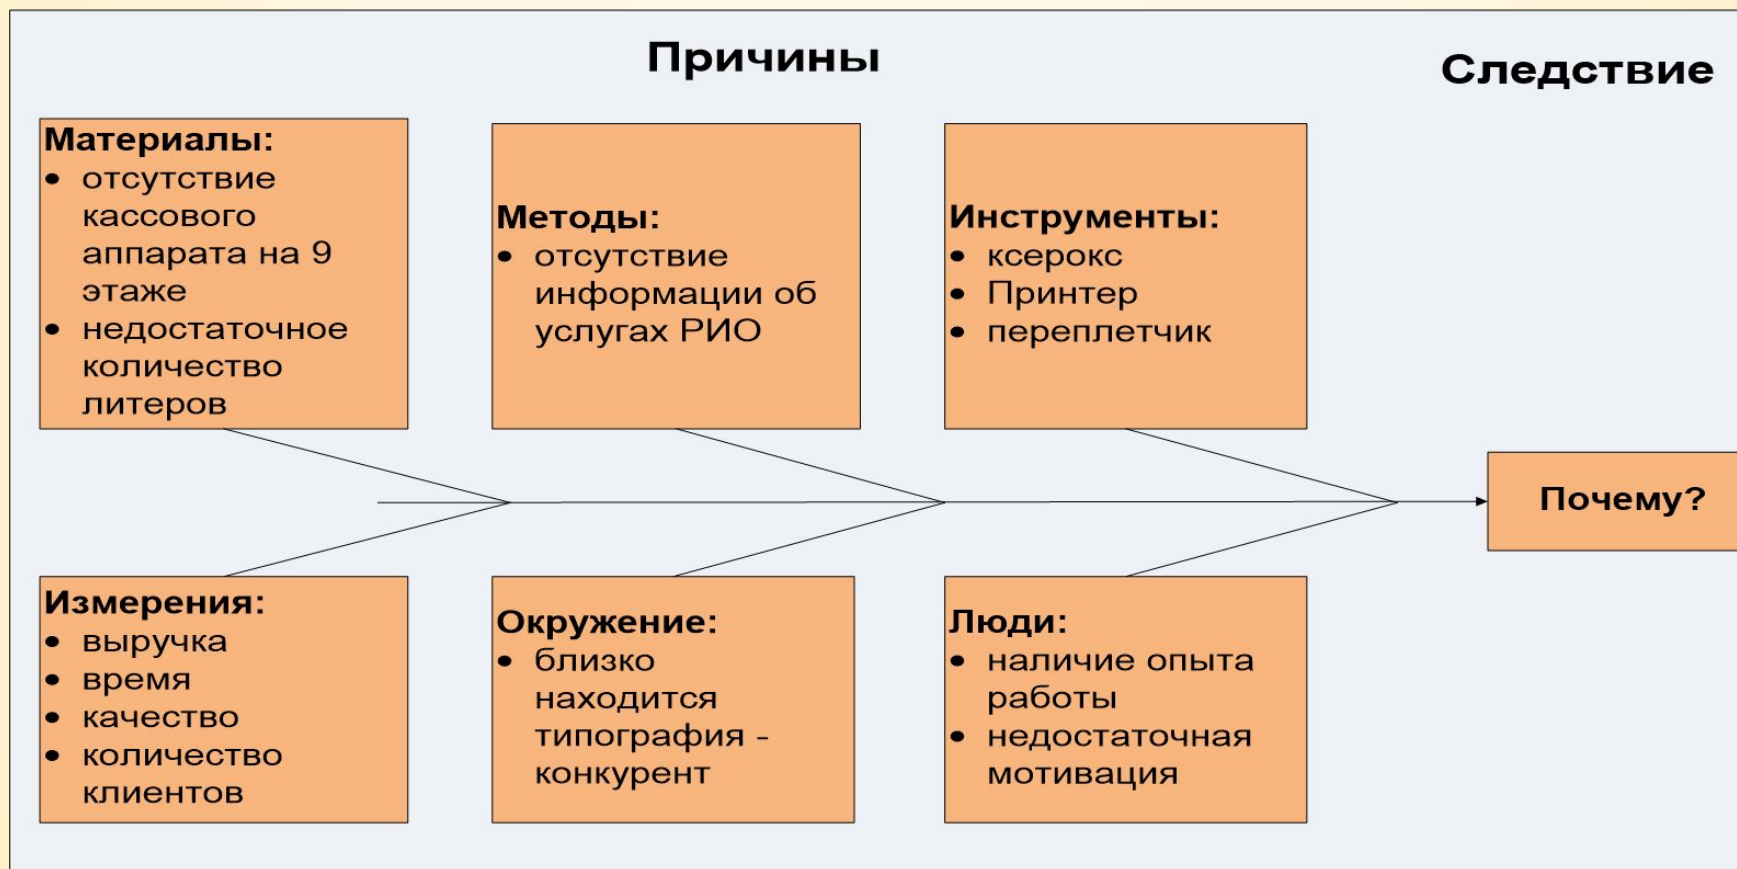 Причины
Следствие
Материалы:
• отсутствие
кассового
аппарата на 9
этаже
• недостаточное
количество
литеров
Методы:
• отсутствие
информации об
услугах РИО
Инструменты:
• ксерокс
• Принтер
• переплетчик
Почему?
Измерения:
• выручка
• время
• качество
• количество
клиентов
Окружение:
• близко
находится
типография -
конкурент
Люди:
• наличие опыта
работы
• недостаточная
мотивация